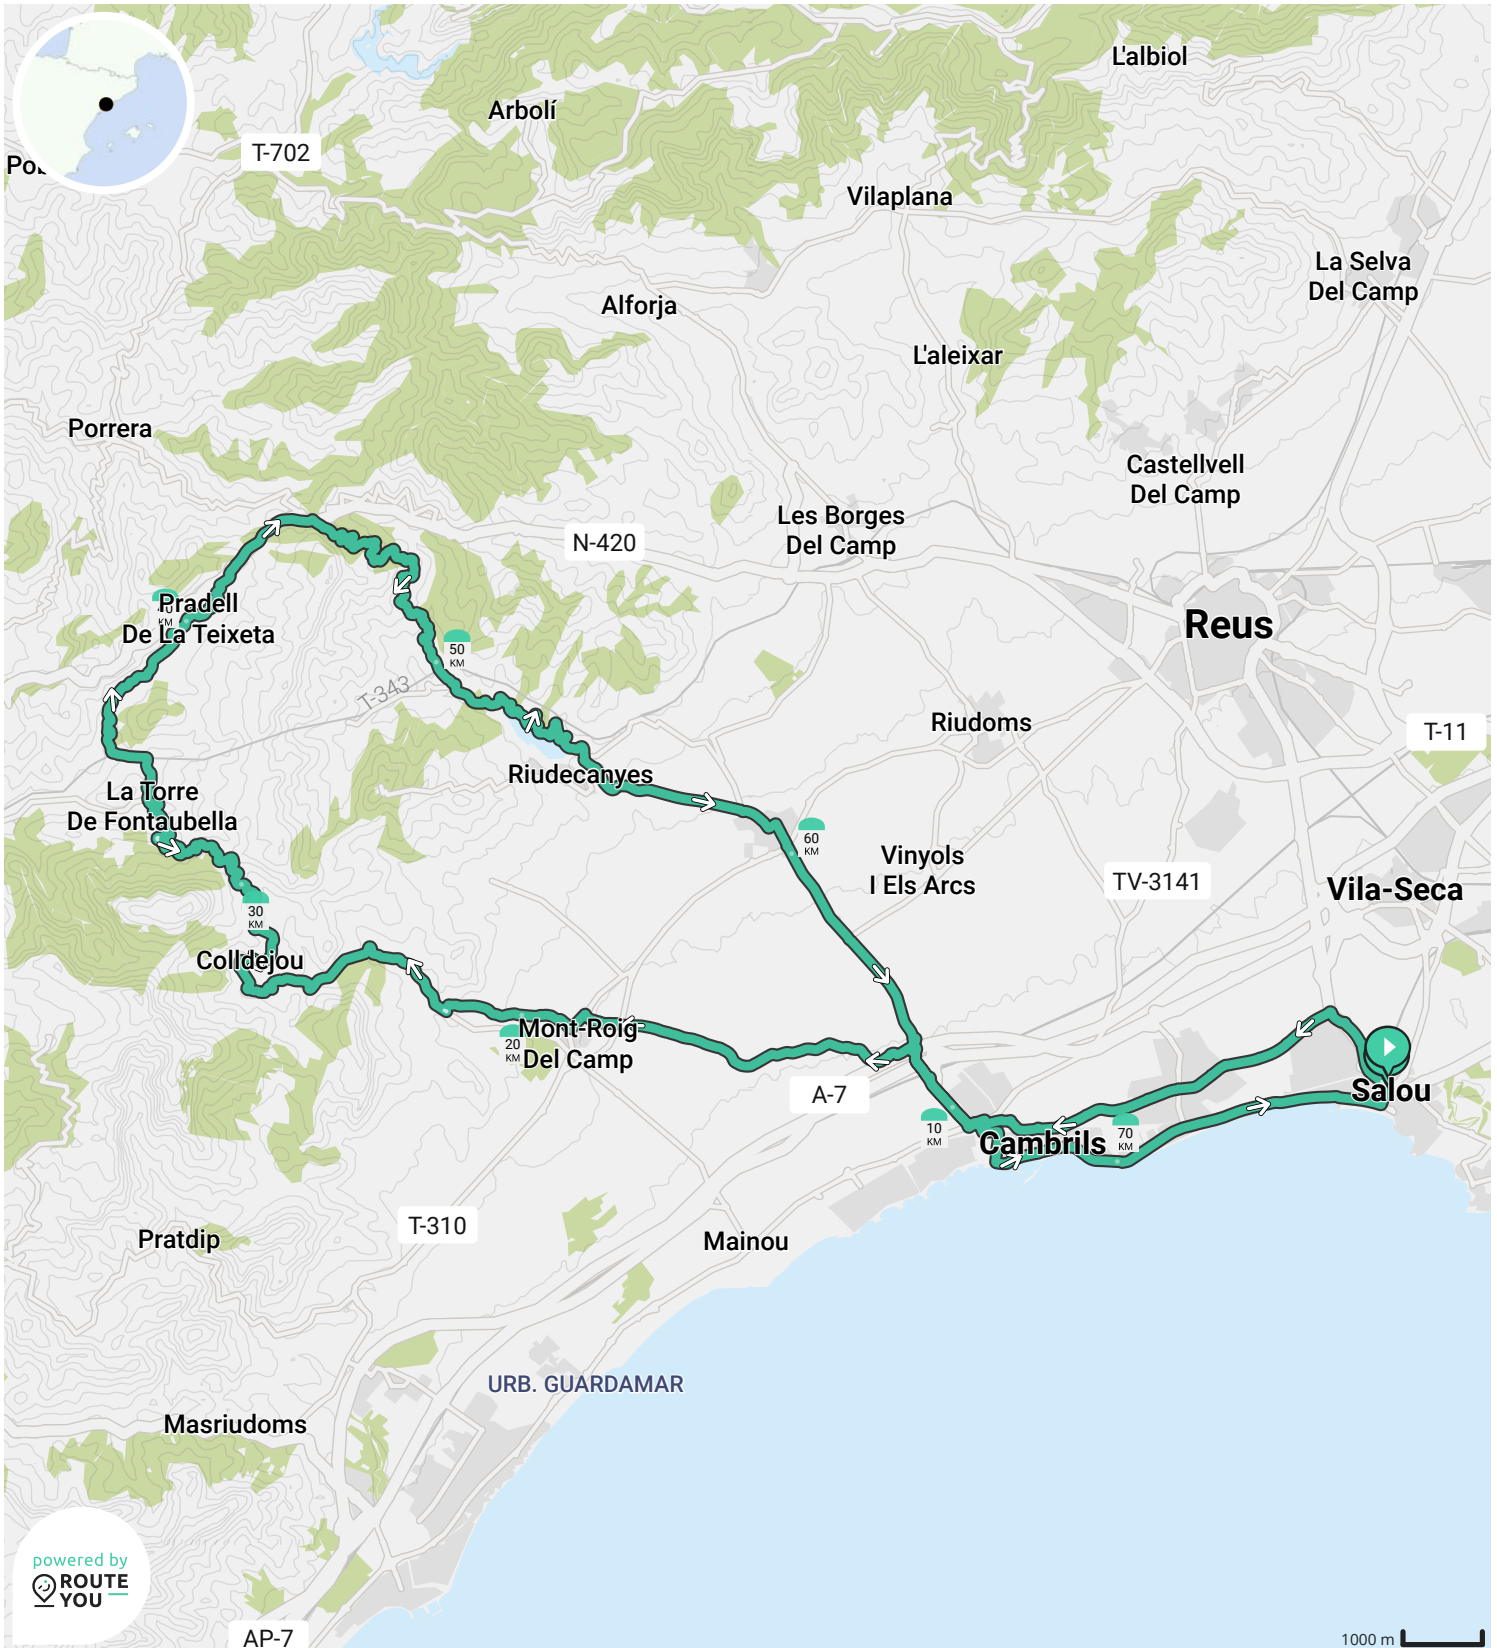 L'albiol
Arbolí
T-702
Vilaplana
La Selva
Del Camp
Alforja
L'aleixar
Porrera
Castellvell
Del Camp
Les Borges
Del Camp
N-420
Pradell
De La Teixeta
KM
Reus
50
KM
T-343
Riudoms
T-11
Riudecanyes
La Torre
De Fontaubella
60
KM
Vinyols
I Els Arcs
TV-3141
Vila-Seca
30
KM
Colldejou
Mont-Roig
Del Camp
20
KM
A-7
Salou
10
KM
Cambrils
70
KM
T-310
Pratdip
Mainou
URB. GUARDAMAR
Masriudoms
powered by
ROUTE
YOU
AP-7
1000 m